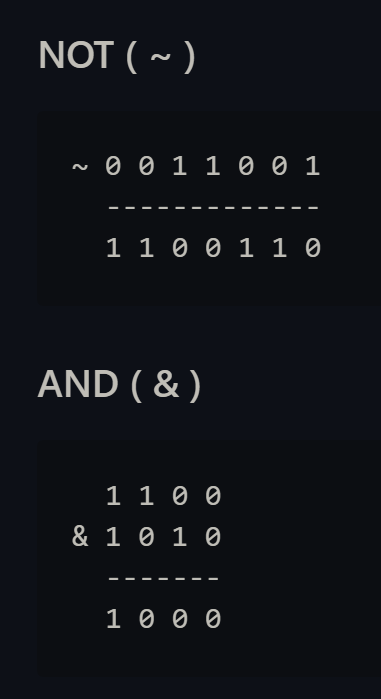 NOT ( ~ )
~ 0 0 1 1 0 0 1
-------------
1 1 0 0 1 1 0
AND ( & )
1 1 0 0
& 1 0 1 0
-------
1 0 0 0